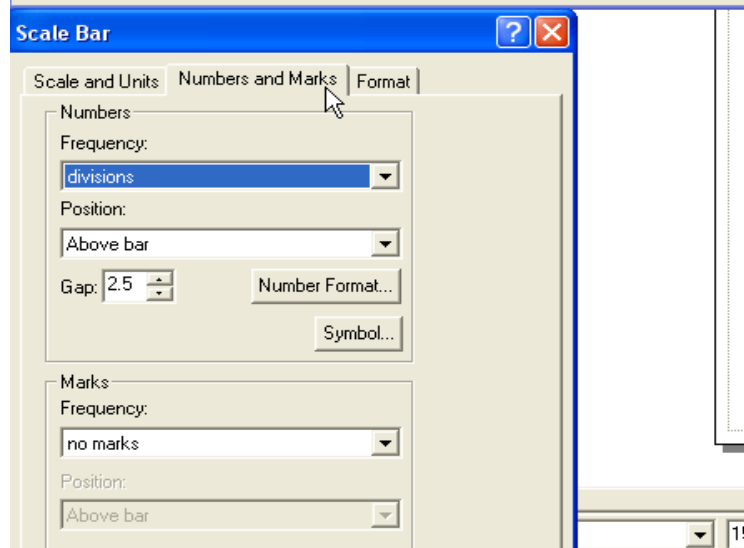 Scale Bar
Scale and Units Numbers and Marks Format
Numbers
Frequency:
divisions
Position:
Above bar
Gap: 2.5 Number Format...
Symbol...
Marks
Frequency:
no marks
Position:
Above bar